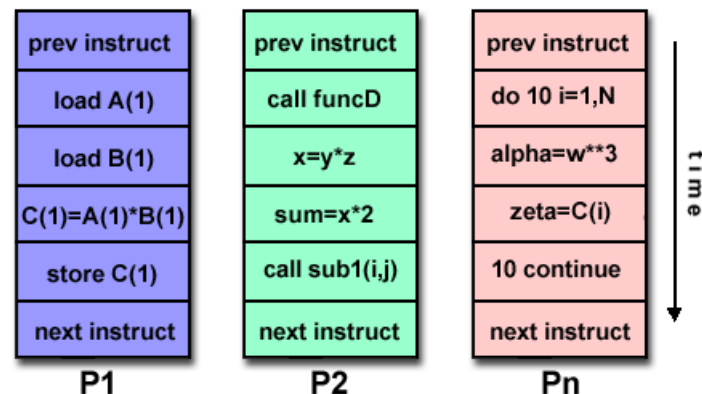 prev instruct
load A(1)
load B(1)
C(1)=A(1)*B(1)
store C(1)
next instruct
P1
prev instruct
call funcD
x=y*z
sum=x*2
call sub1(i,j)
next instruct
P2
prev instruct
do 10 i=1,N
alpha=w**3
zeta=C(i)
10 continue
next instruct
Pn
time